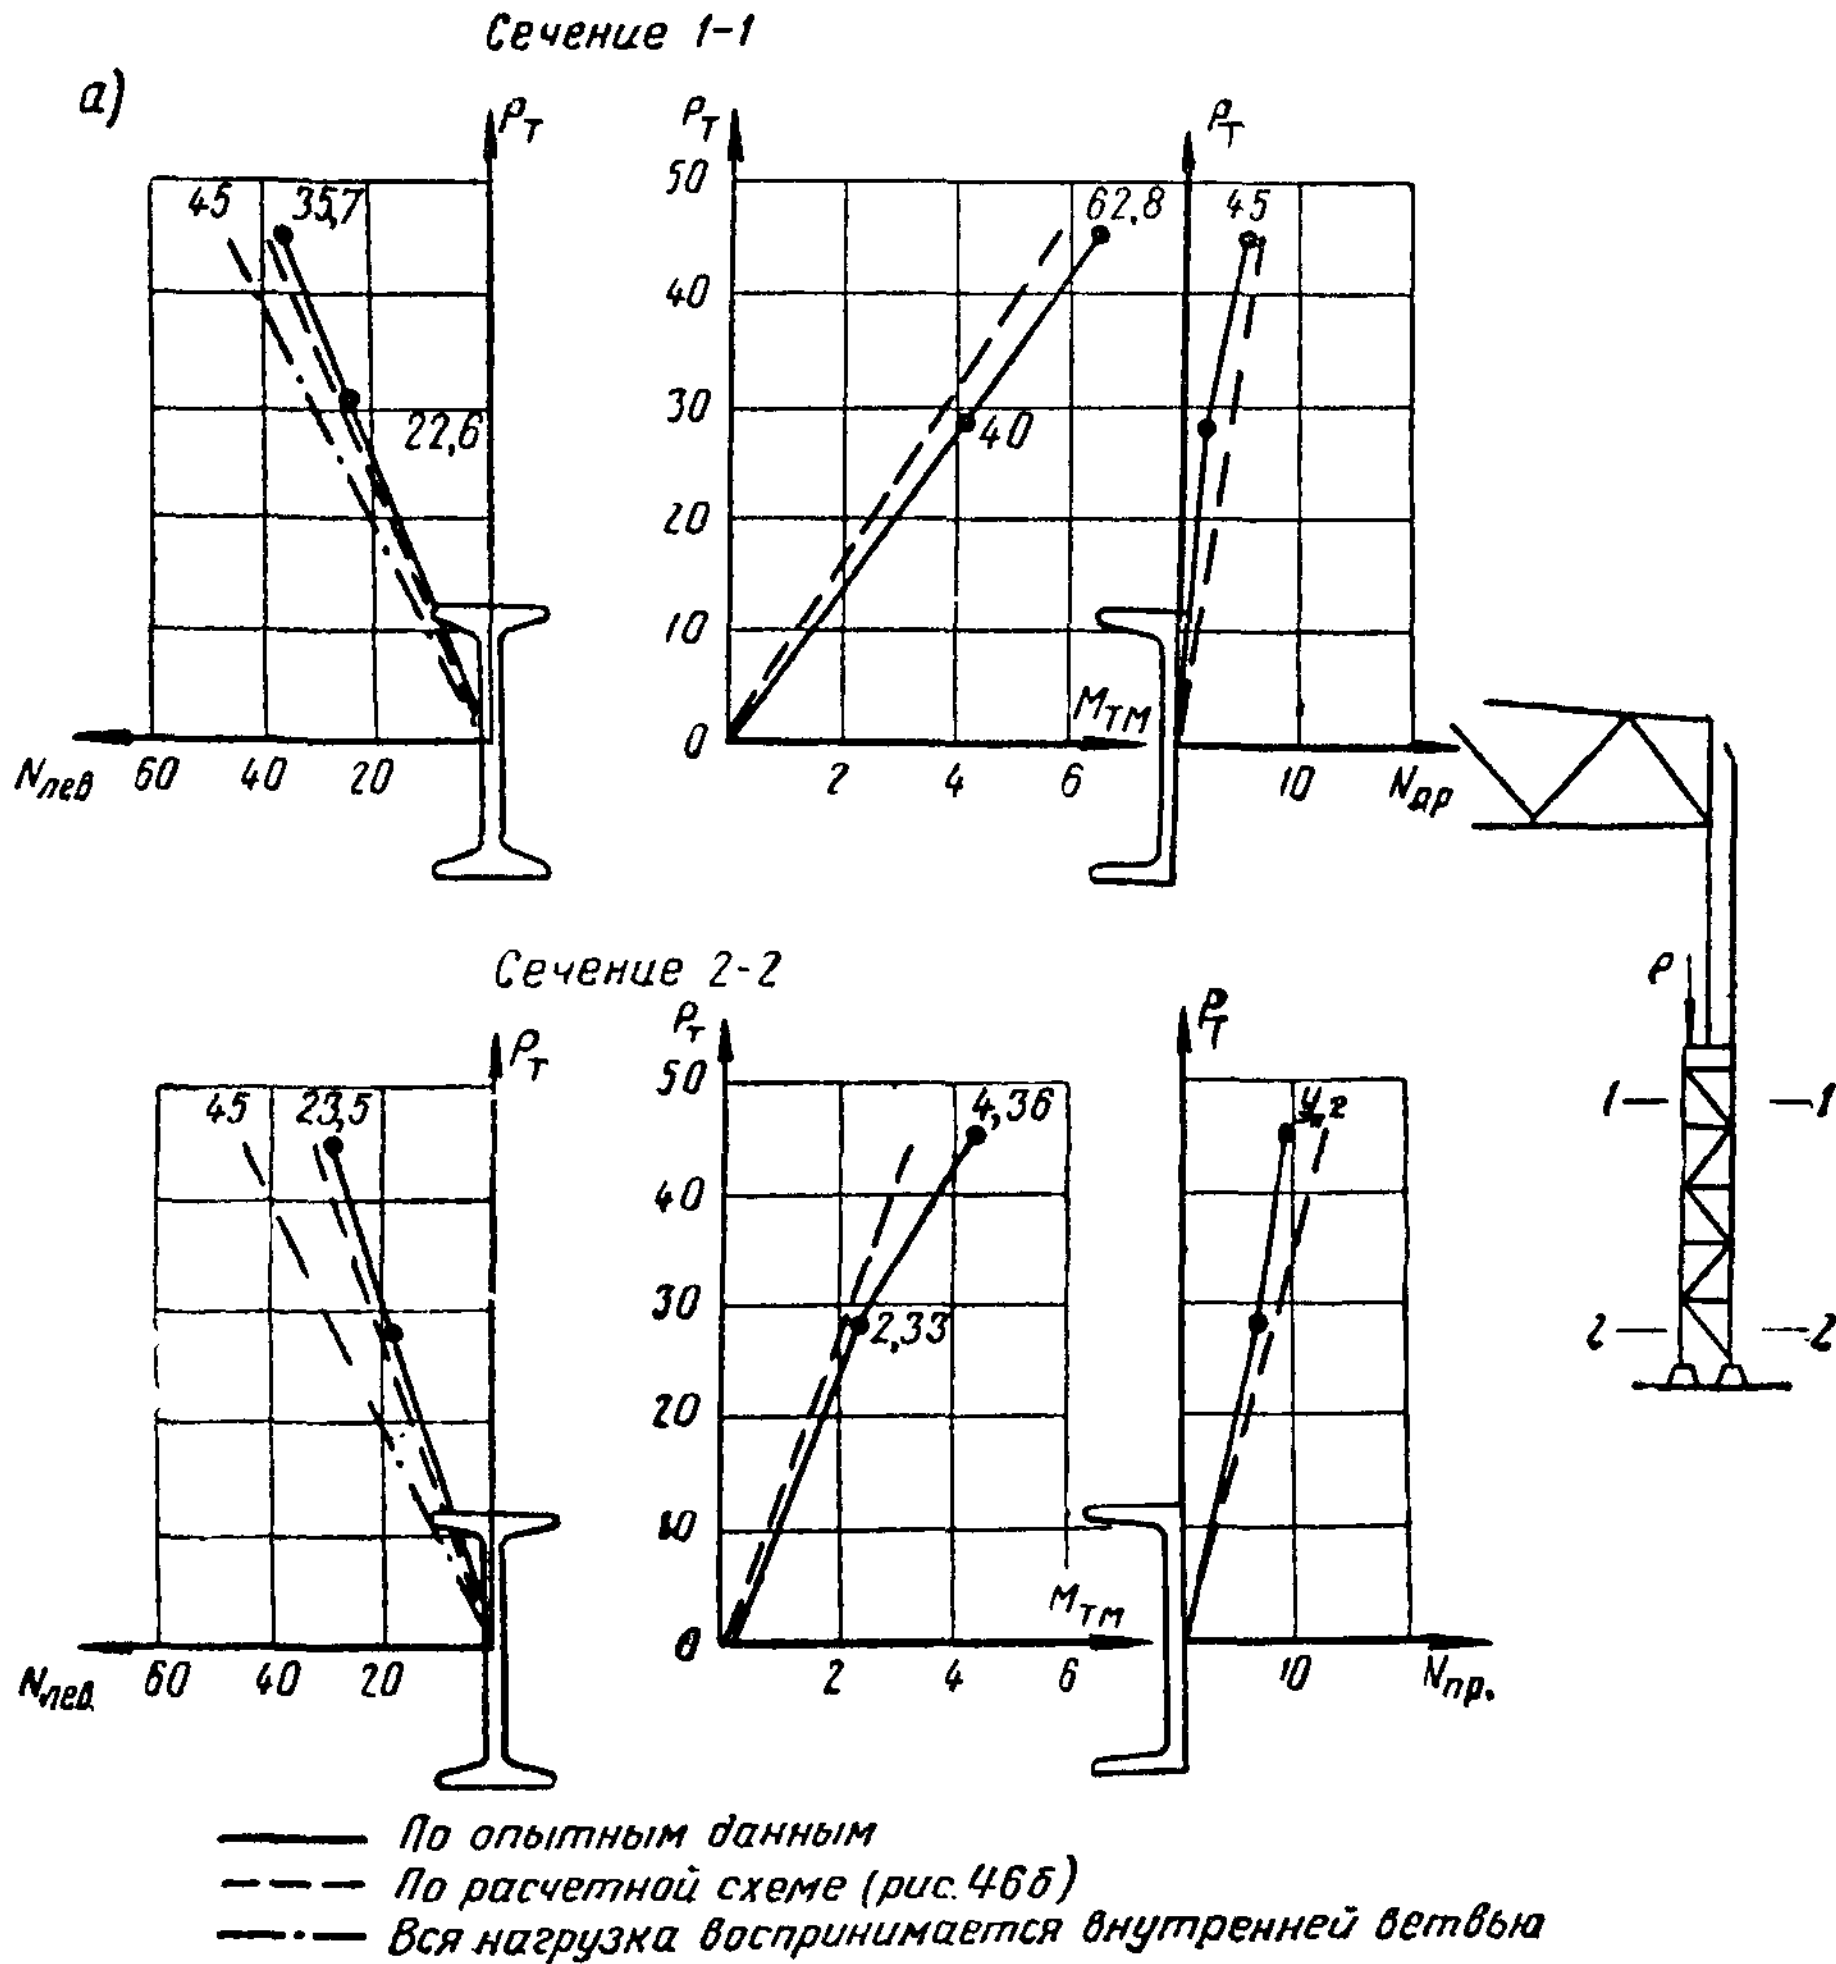 Сечение 1-1
а)
Pт
Pт
Pт
50
40
30
20
10
0
45
35,7
22,6
62,8
40
45
Mтм
Nлев 60 40 20
2 4 6
10 Nпр
P
1 1
2 2
Сечение 2-2
Pт
Pт
Pт
50
40
30
20
10
0
45
23,5
4,36
2,33
Mтм
Nлев. 60 40 20
2 4 6
10 Nпр.
По опытным данным
По расчетной схеме (рис. 46б)
Вся нагрузка воспринимается внутренней ветвью